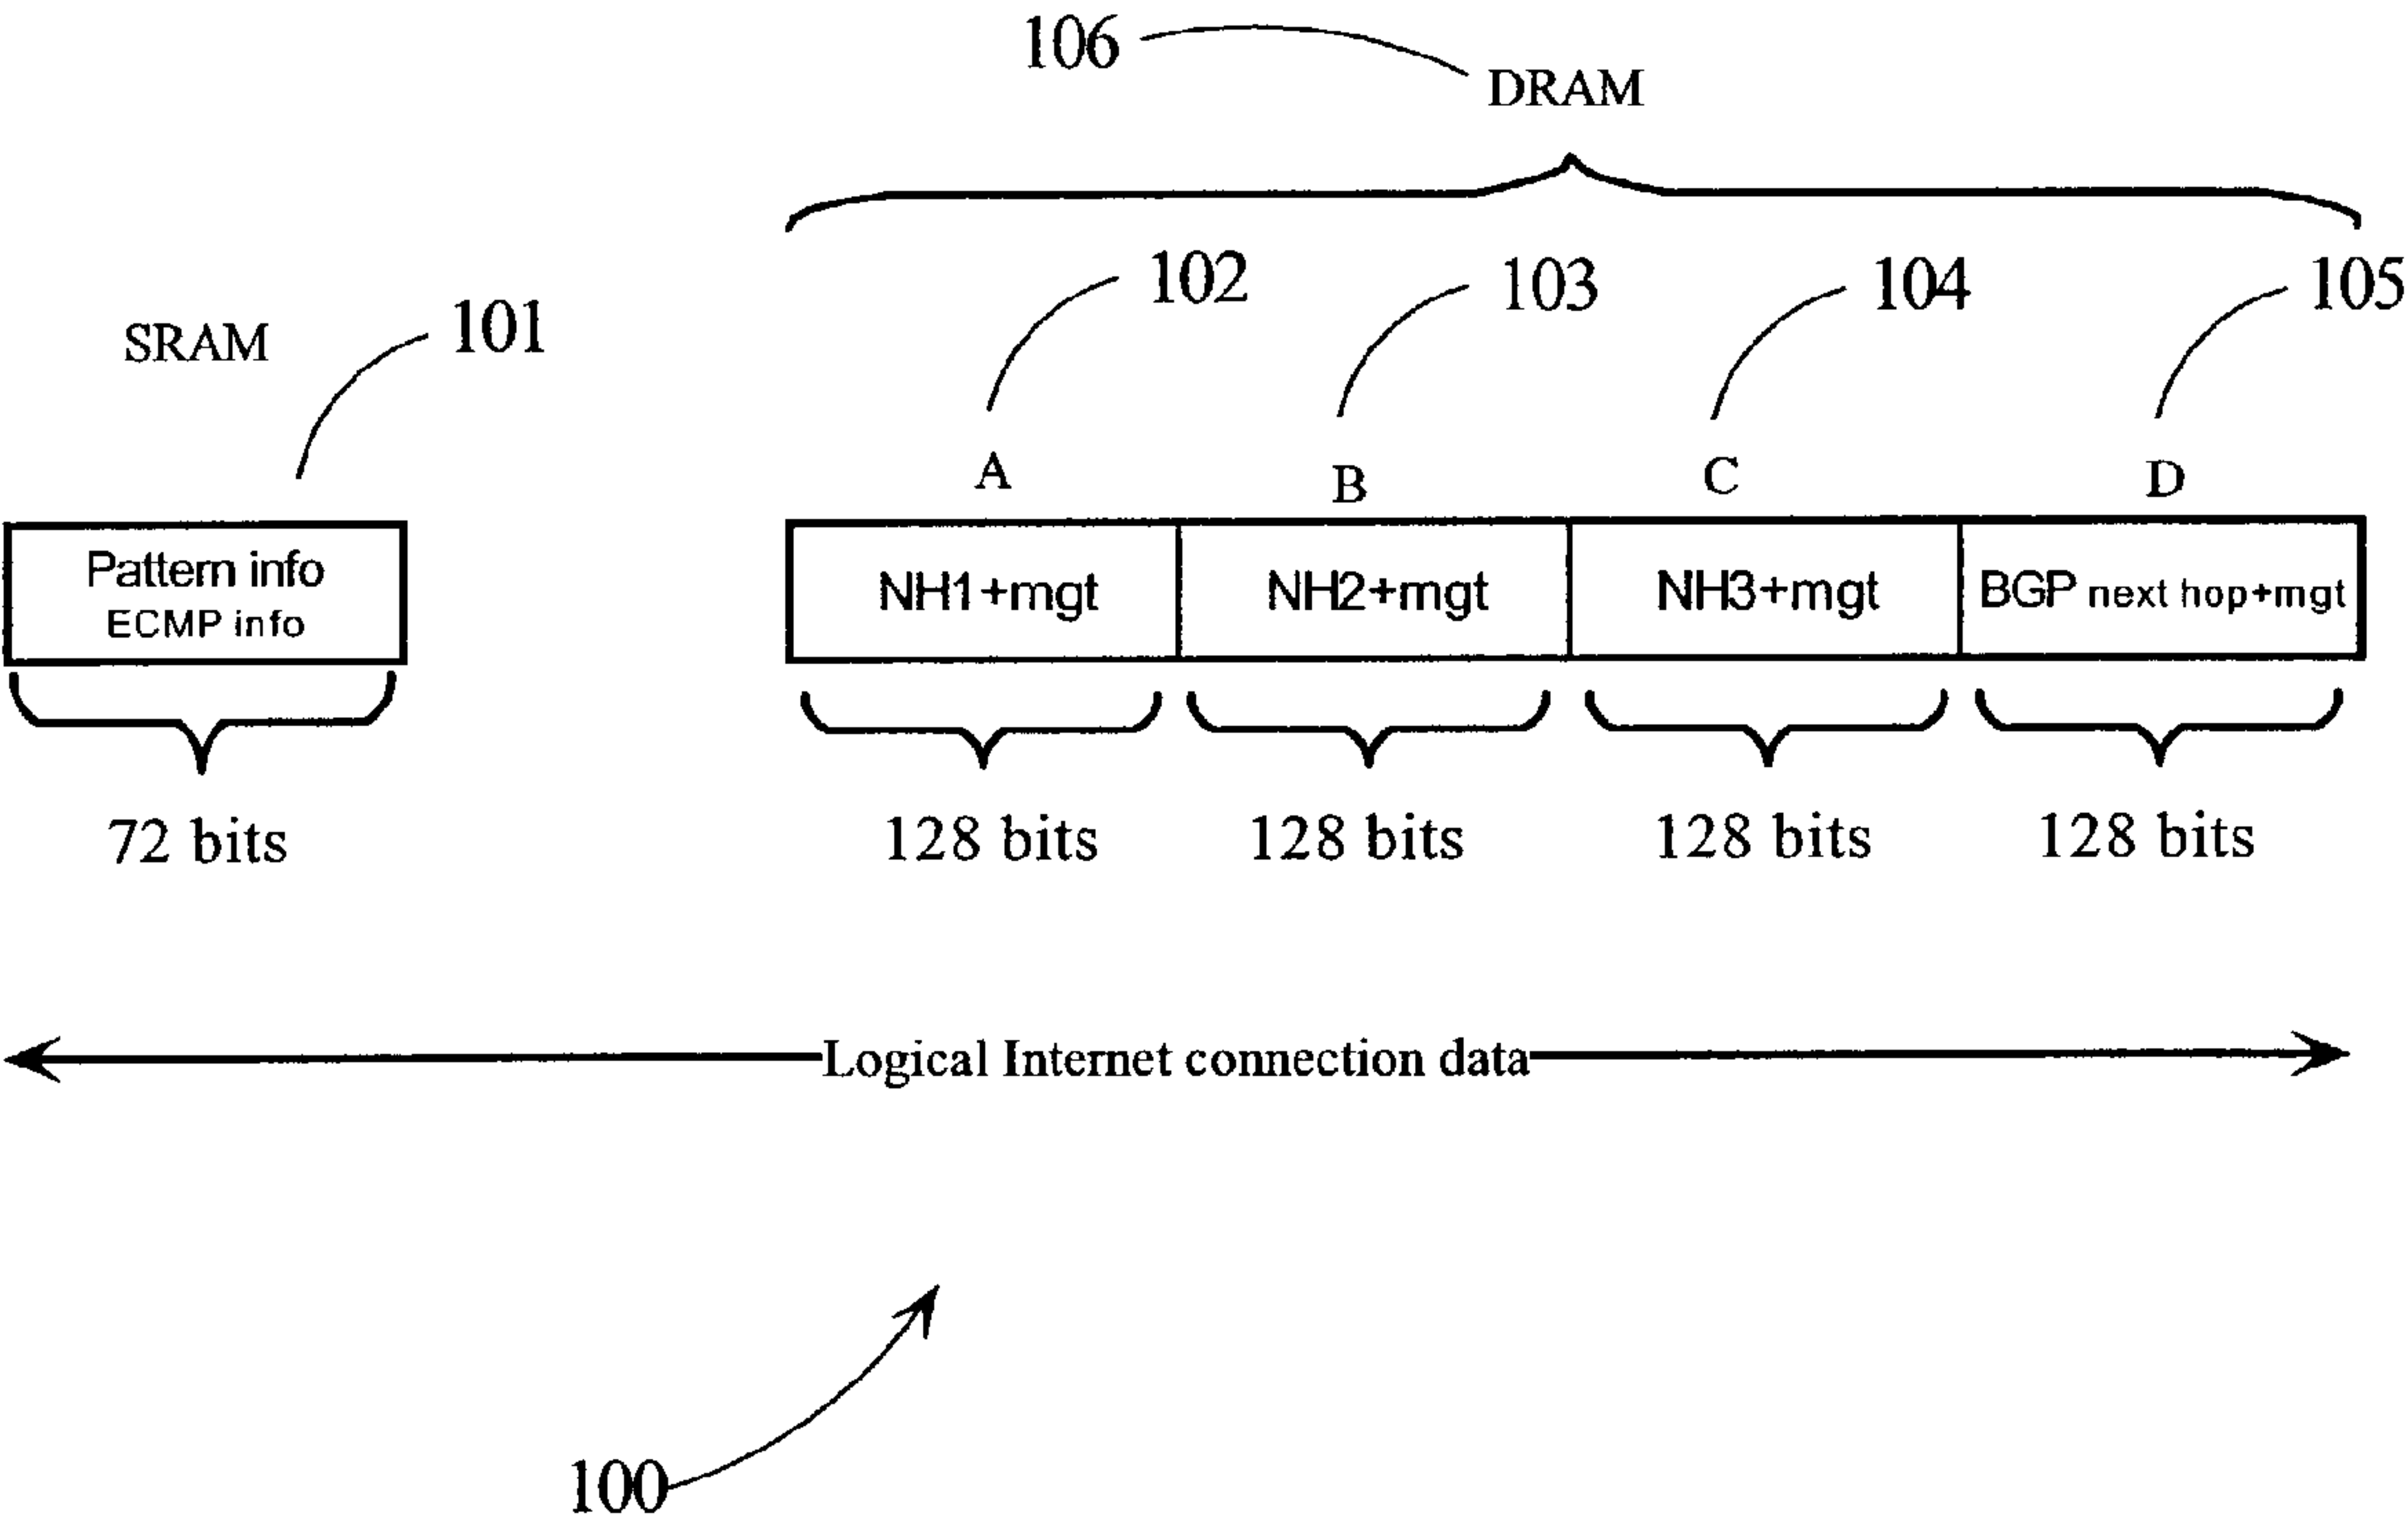 106
DRAM
102
103
104
105
SRAM
101
A
B
C
D
Pattern info
ECMP info
NH1+mgt
NH2+mgt
NH3+mgt
BGP next hop+mgt
72 bits
128 bits
128 bits
128 bits
128 bits
Logical Internet connection data
100